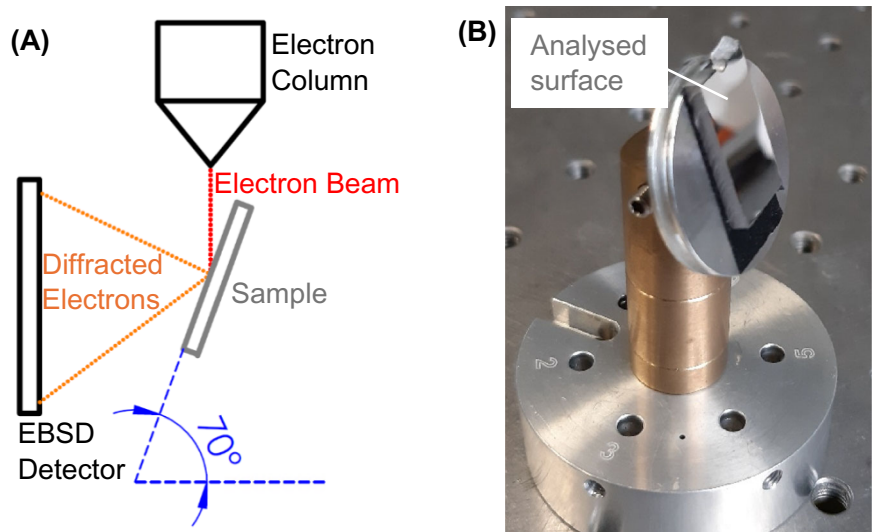 (A)
Electron
Column
Electron Beam
Diffracted
Electrons
Sample
EBSD
Detector
70°
(B)
Analysed
surface
2
3
5